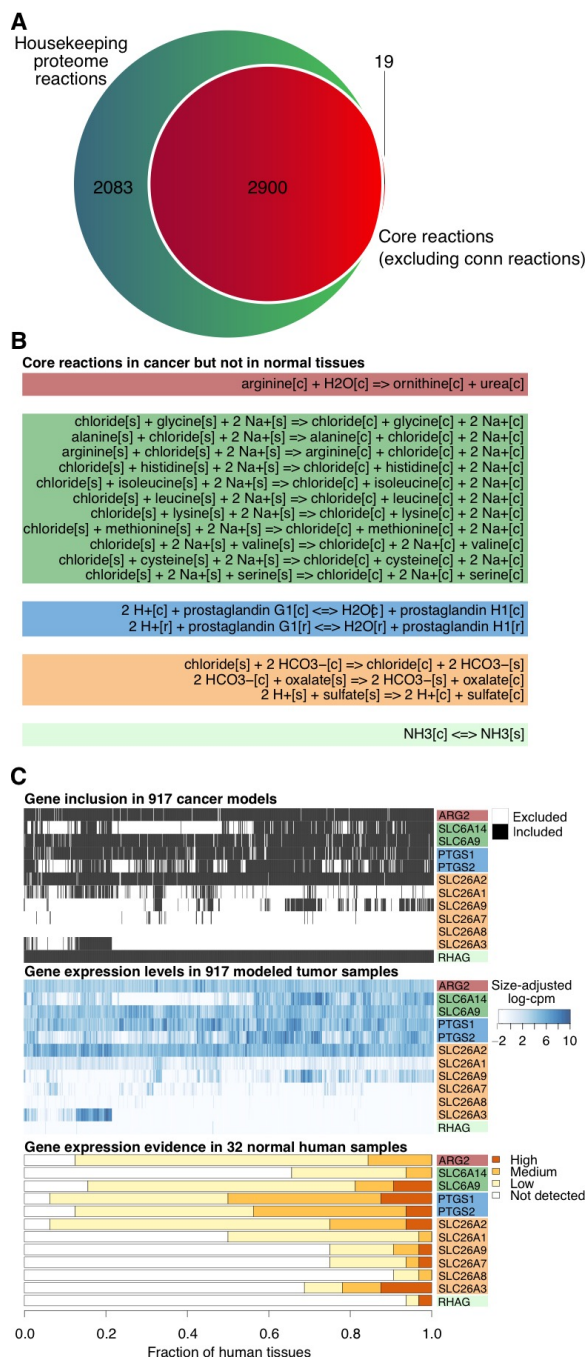 A
Housekeeping
proteome
reactions
19
2083
2900
Core reactions
(excluding conn reactions)
B
Core reactions in cancer but not in normal tissues
arginine[c] + H2O[c] => ornithine[c] + urea[c]
chloride[s] + glycine[s] + 2 Na+[s] => chloride[c] + glycine[c] + 2 Na+[c]
alanine[s] + chloride[s] + 2 Na+[s] => alanine[c] + chloride[c] + 2 Na+[c]
arginine[s] + chloride[s] + 2 Na+[s] => arginine[c] + chloride[c] + 2 Na+[c]
chloride[s] + histidine[s] + 2 Na+[s] => chloride[c] + histidine[c] + 2 Na+[c]
chloride[s] + isoleucine[s] + 2 Na+[s] => chloride[c] + isoleucine[c] + 2 Na+[c]
chloride[s] + leucine[s] + 2 Na+[s] => chloride[c] + leucine[c] + 2 Na+[c]
chloride[s] + lysine[s] + 2 Na+[s] => chloride[c] + lysine[c] + 2 Na+[c]
chloride[s] + methionine[s] + 2 Na+[s] => chloride[c] + methionine[c] + 2 Na+[c]
chloride[s] + 2 Na+[s] + valine[s] => chloride[c] + 2 Na+[c] + valine[c]
chloride[s] + cysteine[s] + 2 Na+[s] => chloride[c] + cysteine[c] + 2 Na+[c]
chloride[s] + 2 Na+[s] + serine[s] => chloride[c] + 2 Na+[c] + serine[c]
2 H+[c] + prostaglandin G1[c] <=> H2O[c] + prostaglandin H1[c]
2 H+[r] + prostaglandin G1[r] <=> H2O[r] + prostaglandin H1[r]
chloride[s] + 2 HCO3−[c] => chloride[c] + 2 HCO3−[s]
2 HCO3−[c] + oxalate[s] => 2 HCO3−[s] + oxalate[c]
2 H+[s] + sulfate[s] => 2 H+[c] + sulfate[c]
NH3[c] <=> NH3[s]
C
Gene inclusion in 917 cancer models
ARG2
SLC6A14
SLC6A9
PTGS1
PTGS2
SLC26A2
SLC26A1
SLC26A9
SLC26A7
SLC26A8
SLC26A3
RHAG
Excluded
Included
Gene expression levels in 917 modeled tumor samples
ARG2
SLC6A14
SLC6A9
PTGS1
PTGS2
SLC26A2
SLC26A1
SLC26A9
SLC26A7
SLC26A8
SLC26A3
RHAG
Size-adjusted
log-cpm
−2 2 6 10
Gene expression evidence in 32 normal human samples
ARG2
SLC6A14
SLC6A9
PTGS1
PTGS2
SLC26A2
SLC26A1
SLC26A9
SLC26A7
SLC26A8
SLC26A3
RHAG
High
Medium
Low
Not detected
0.0 0.2 0.4 0.6 0.8 1.0
Fraction of human tissues